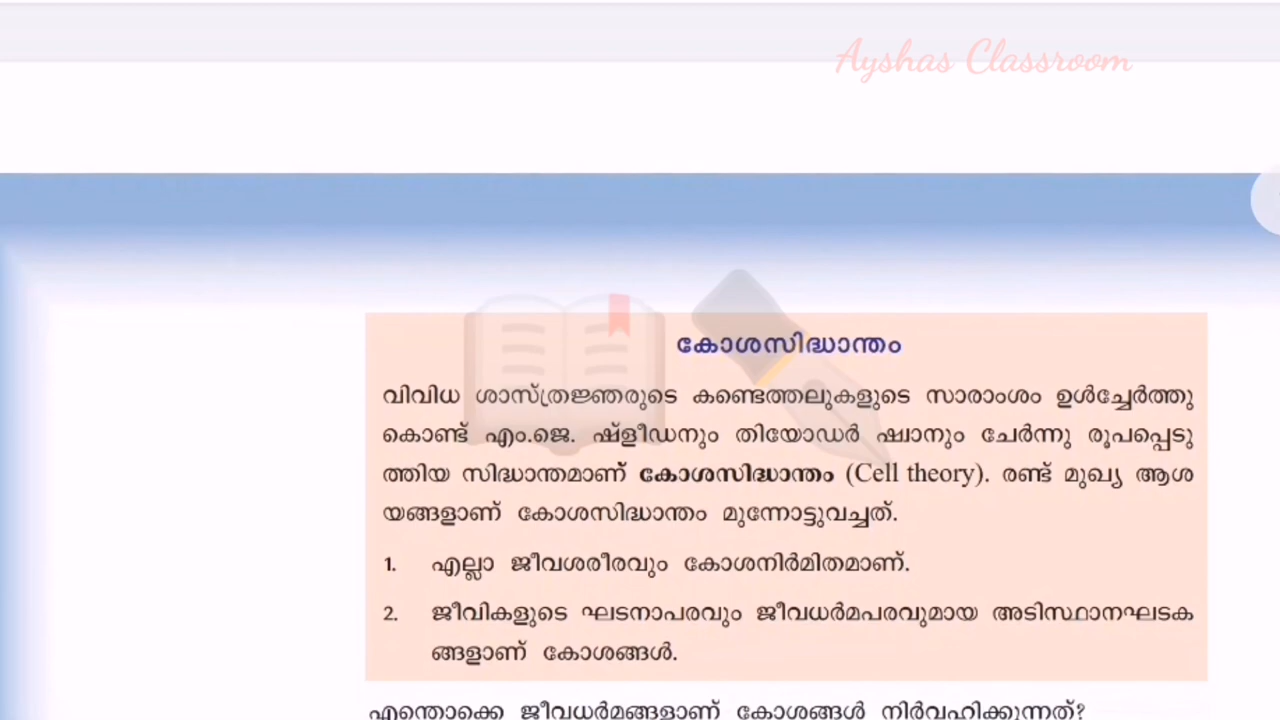 Ayshas Classroom
കോശസിദ്ധാന്തം
വിവിധ ശാസ്ത്രജ്ഞരുടെ കണ്ടെത്തലുകളുടെ സാരാംശം ഉൾച്ചേർത്തു
കൊണ്ട് എം.ജെ. ഷ്ളീഡനും തിയോഡർ ഷ്വാനും ചേർന്നു രൂപപ്പെടു
ത്തിയ സിദ്ധാന്തമാണ് കോശസിദ്ധാന്തം (Cell theory). രണ്ട് മുഖ്യ ആശ
യങ്ങളാണ് കോശസിദ്ധാന്തം മുന്നോട്ടുവച്ചത്.
1. എല്ലാ ജീവശരീരവും കോശനിർമിതമാണ്.
2. ജീവികളുടെ ഘടനാപരവും ജീവധർമപരവുമായ അടിസ്ഥാനഘടക
ങ്ങളാണ് കോശങ്ങൾ.
എന്തൊക്കെ ജീവധർമങ്ങളാണ് കോശങ്ങൾ നിർവഹിക്കുന്നത്?